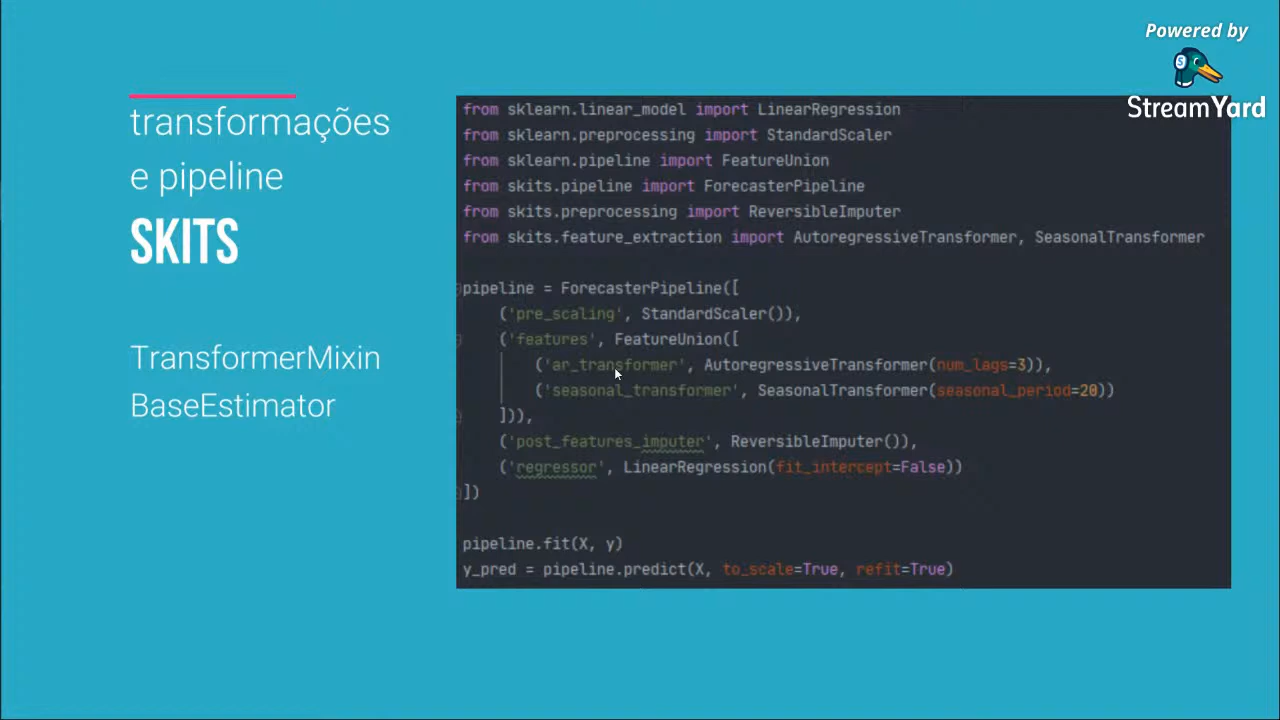 Powered by
StreamYard
transformações
e pipeline
SKITS
TransformerMixin
BaseEstimator
from sklearn.linear_model import LinearRegression
from sklearn.preprocessing import StandardScaler
from sklearn.pipeline import FeatureUnion
from skits.pipeline import ForecasterPipeline
from skits.preprocessing import ReversibleImputer
from skits.feature_extraction import AutoregressiveTransformer, SeasonalTransformer
pipeline = ForecasterPipeline([
    ('pre_scaling', StandardScaler()),
    ('features', FeatureUnion([
        ('ar_transformer', AutoregressiveTransformer(num_lags=3)),
        ('seasonal_transformer', SeasonalTransformer(seasonal_period=20))
    ])),
    ('post_features_imputer', ReversibleImputer()),
    ('regressor', LinearRegression(fit_intercept=False))
])
pipeline.fit(X, y)
y_pred = pipeline.predict(X, to_scale=True, refit=True)